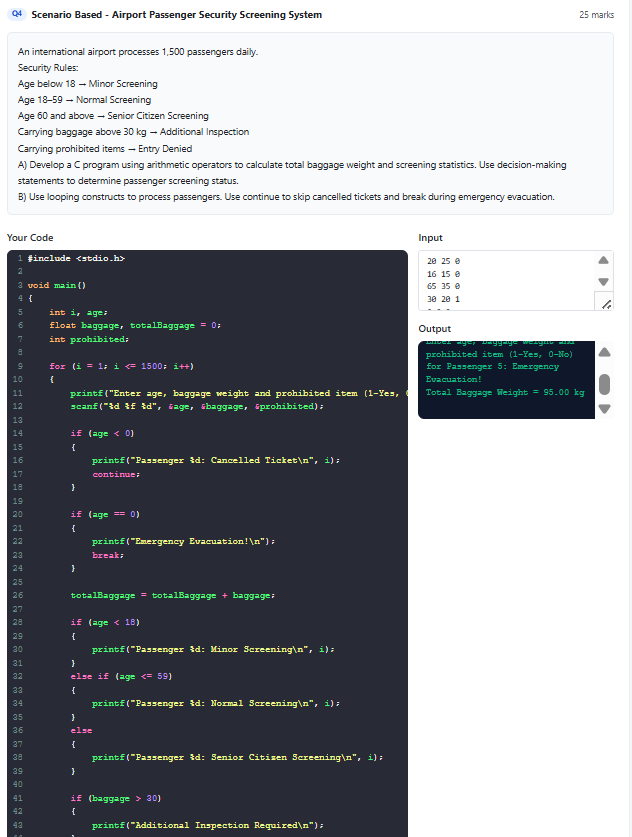 Q4 Scenario Based - Airport Passenger Security Screening System 25 marks
An international airport processes 1,500 passengers daily.
Security Rules:
Age below 18 → Minor Screening
Age 18–59 → Normal Screening
Age 60 and above → Senior Citizen Screening
Carrying baggage above 30 kg → Additional Inspection
Carrying prohibited items → Entry Denied
A) Develop a C program using arithmetic operators to calculate total baggage weight and screening statistics. Use decision-making
statements to determine passenger screening status.
B) Use looping constructs to process passengers. Use continue to skip cancelled tickets and break during emergency evacuation.
Your Code
1 #include <stdio.h>
2
3 void main()
4 {
5 int i, age;
6 float baggage, totalBaggage = 0;
7 int prohibited;
8
9 for (i = 1; i <= 1500; i++)
10 {
11 printf("Enter age, baggage weight and prohibited item (1-Yes,
12 scanf("%d %f %d", &age, &baggage, &prohibited);
13
14 if (age < 0)
15 {
16 printf("Passenger %d: Cancelled Ticket\n", i);
17 continue;
18 }
19
20 if (age == 0)
21 {
22 printf("Emergency Evacuation!\n");
23 break;
24 }
25
26 totalBaggage = totalBaggage + baggage;
27
28 if (age < 18)
29 {
30 printf("Passenger %d: Minor Screening\n", i);
31 }
32 else if (age <= 59)
33 {
34 printf("Passenger %d: Normal Screening\n", i);
35 }
36 else
37 {
38 printf("Passenger %d: Senior Citizen Screening\n", i);
39 }
40
41 if (baggage > 30)
42 {
43 printf("Additional Inspection Required\n");
Input
20 25 0
16 15 0
65 35 0
30 20 1
Output
Enter age, baggage weight and
prohibited item (1-Yes, 0-No)
for Passenger 5: Emergency
Evacuation!
Total Baggage Weight = 95.00 kg